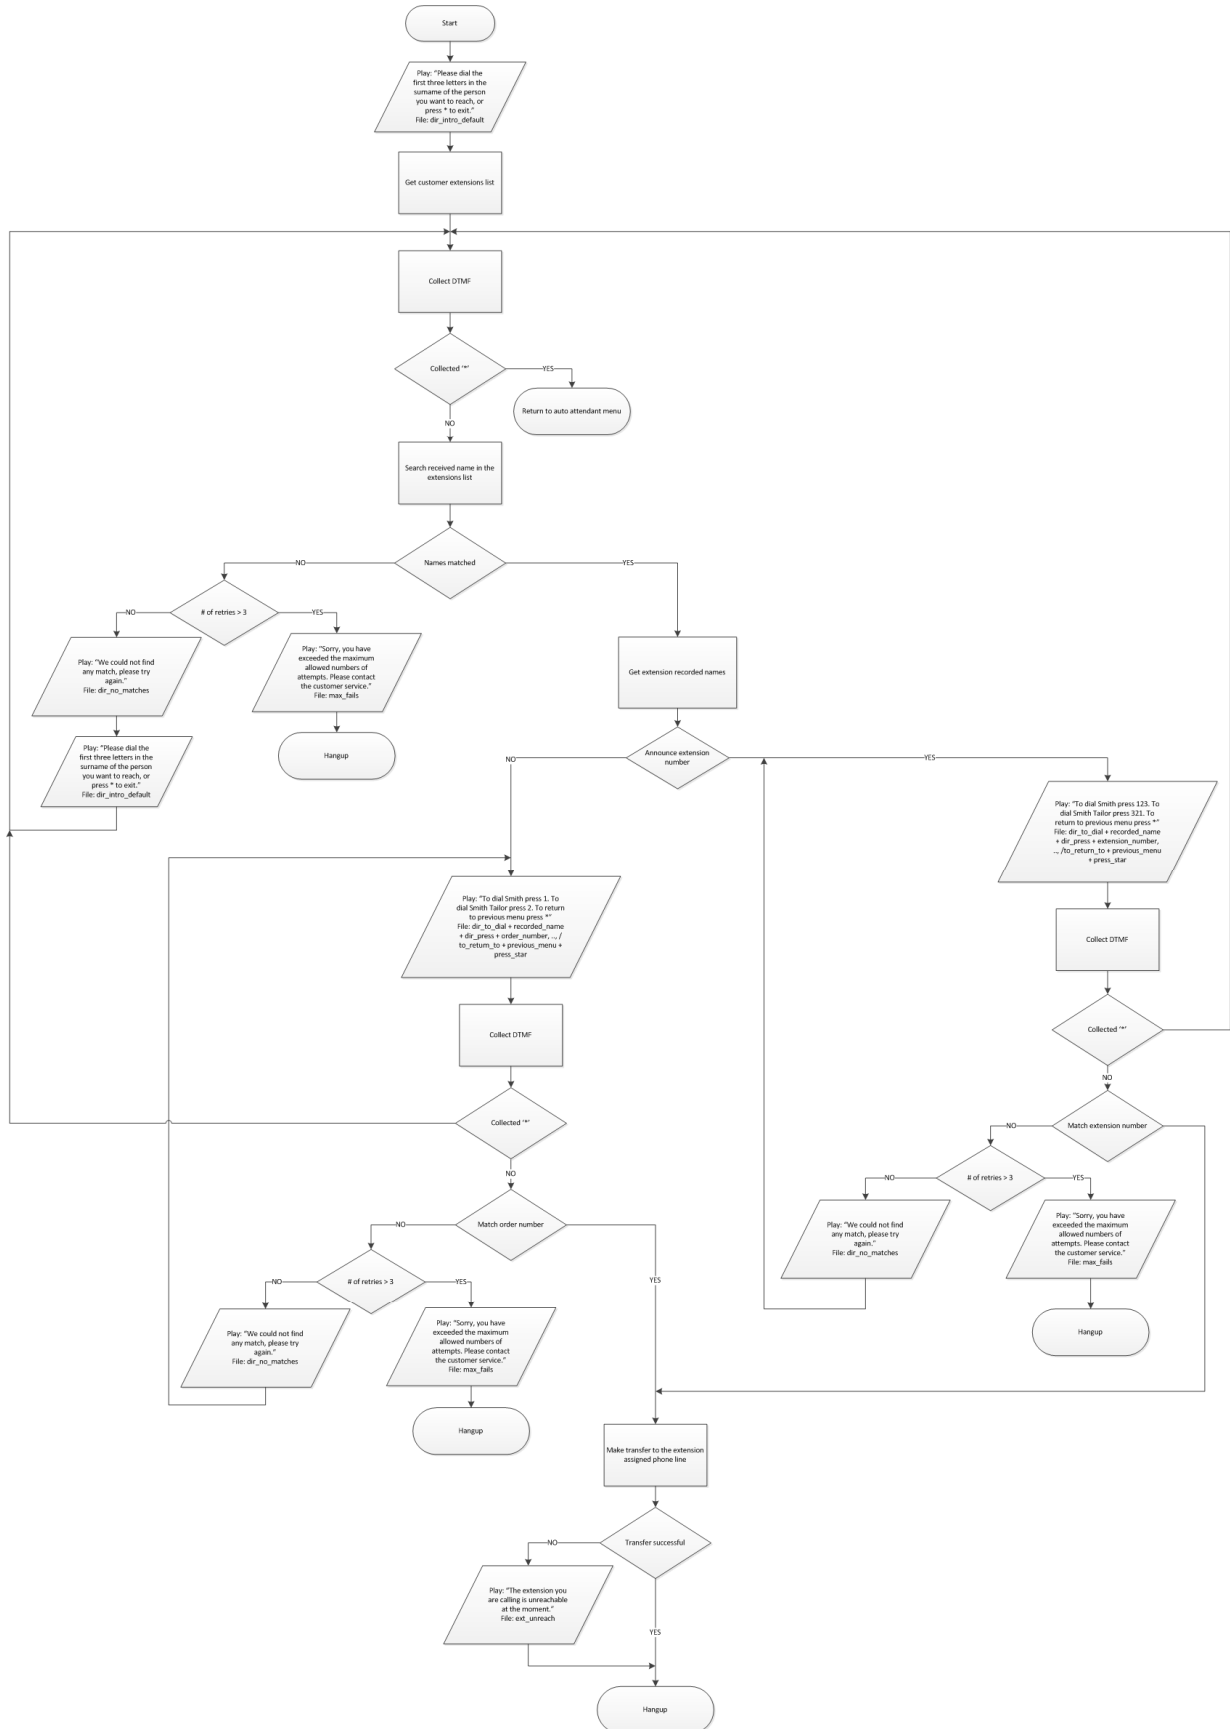 Start
Play: "Please dial the
first three letters in the
surname of the person
you want to reach, or
press * to exit."
File: dir_intro_default
Get customer extensions list
Collect DTMF
Collected '*'
YES
Return to auto attendant menu
NO
Search received name in the
extensions list
Names matched
NO
YES
# of retries > 3
NO
YES
Play: "We could not find
any match, please try
again."
File: dir_no_matches
Play: "Sorry, you have
exceeded the maximum
allowed numbers of
attempts. Please contact
the customer service."
File: max_fails
Get extension recorded names
Play: "Please dial the
first three letters in the
surname of the person
you want to reach, or
press * to exit."
File: dir_intro_default
Hangup
Announce extension
number
NO
YES
Play: "To dial Smith press 123. To
dial Smith Tailor press 321. To
return to previous menu press *"
File: dir_to_dial + recorded_name
+ dir_press + extension_number,
.., /to_return_to + previous_menu
+ press_star
Play: "To dial Smith press 1. To
dial Smith Tailor press 2. To return
to previous menu press *"
File: dir_to_dial + recorded_name
+ dir_press + order_number, .., /
to_return_to + previous_menu +
press_star
Collect DTMF
Collected '*'
NO
Match extension number
NO
# of retries > 3
NO
YES
Play: "We could not find
any match, please try
again."
File: dir_no_matches
Play: "Sorry, you have
exceeded the maximum
allowed numbers of
attempts. Please contact
the customer service."
File: max_fails
Hangup
Collect DTMF
Collected '*'
NO
Match order number
NO
YES
# of retries > 3
NO
YES
Play: "We could not find
any match, please try
again."
File: dir_no_matches
Play: "Sorry, you have
exceeded the maximum
allowed numbers of
attempts. Please contact
the customer service."
File: max_fails
Hangup
Make transfer to the extension
assigned phone line
Transfer successful
NO
YES
Play: "The extension you
are calling is unreachable
at the moment."
File: ext_unreach
Hangup